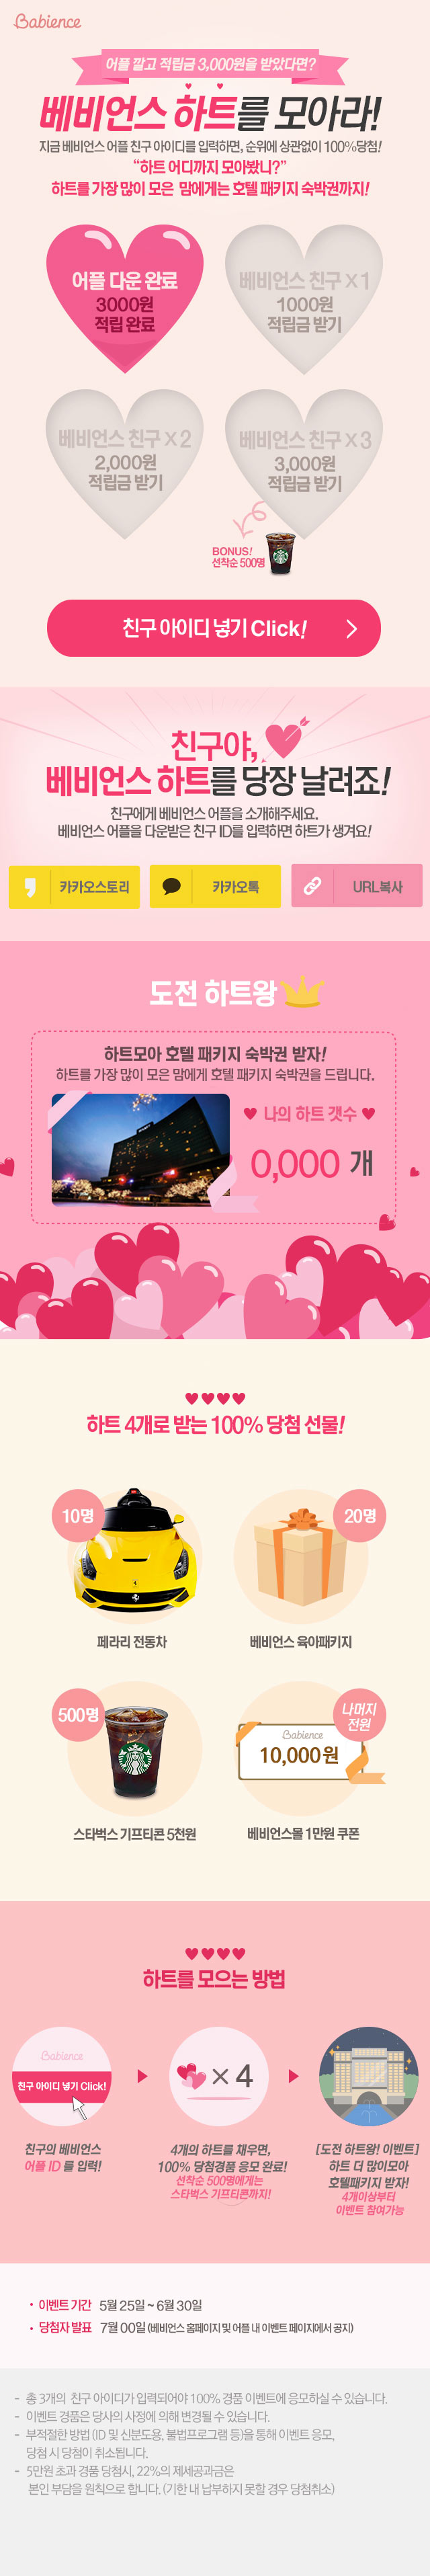 Babience
어플 깔고 적립금 3,000원을 받았다면?
베비언스 하트를 모아라!
지금 베비언스 어플 친구 아이디를 입력하면, 순위에 상관없이 100%당첨!
“하트 어디까지 모아봤니?”
하트를 가장 많이 모은 맘에게는 호텔 패키지 숙박권까지!
어플 다운 완료
3000원
적립 완료
베비언스 친구 X 1
1000원
적립금 받기
베비언스 친구 X 2
2,000원
적립금 받기
베비언스 친구 X 3
3,000원
적립금 받기
BONUS!
선착순 500명
친구 아이디 넣기 Click!
친구야,
베비언스 하트를 당장 날려죠!
친구에게 베비언스 어플을 소개해주세요.
베비언스 어플을 다운받은 친구 ID를 입력하면 하트가 생겨요!
카카오스토리
카카오톡
URL복사
도전 하트왕
하트모아 호텔 패키지 숙박권 받자!
하트를 가장 많이 모은 맘에게 호텔 패키지 숙박권을 드립니다.
나의 하트 갯수
0,000 개
하트 4개로 받는 100% 당첨 선물!
10명
페라리 전동차
20명
베비언스 육아패키지
500명
스타벅스 기프티콘 5천원
나머지
전원
Babience
10,000원
베비언스몰 1만원 쿠폰
하트를 모으는 방법
Babience
친구 아이디 넣기 Click!
× 4
친구의 베비언스
어플 ID 를 입력!
4개의 하트를 채우면,
100% 당첨경품 응모 완료!
선착순 500명에게는
스타벅스 기프티콘까지!
[도전 하트왕! 이벤트]
하트 더 많이모아
호텔패키지 받자!
4개이상부터
이벤트 참여가능
• 이벤트 기간 5월 25일 ~ 6월 30일
• 당첨자 발표 7월 00일 (베비언스 홈페이지 및 어플 내 이벤트 페이지에서 공지)
- 총 3개의 친구 아이디가 입력되어야 100% 경품 이벤트에 응모하실 수 있습니다.
- 이벤트 경품은 당사의 사정에 의해 변경될 수 있습니다.
- 부적절한 방법 (ID 및 신분도용, 불법프로그램 등)을 통해 이벤트 응모,
당첨 시 당첨이 취소됩니다.
- 5만원 초과 경품 당첨시, 22%의 제세공과금은
본인 부담을 원칙으로 합니다. (기한 내 납부하지 못할 경우 당첨취소)